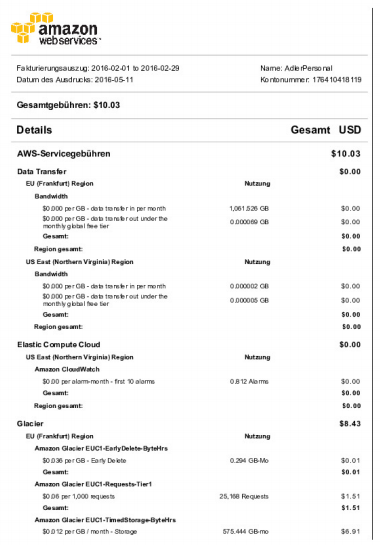 amazon
webservices™
Fakturierungsauszug: 2016-02-01 to 2016-02-29 Name: AdlerPersonal
Datum des Ausdrucks: 2016-05-11 Kontonummer: 176410418119
Gesamtgebühren: $10.03
Details Gesamt USD
AWS-Servicegebühren $10.03
Data Transfer $0.00
EU (Frankfurt) Region Nutzung
Bandwidth
$0.000 per GB - data transfer in per month 1,061.526 GB $0.00
$0.000 per GB - data transfer out under the 0.000069 GB $0.00
monthly global free tier
Gesamt: $0.00
Region gesamt: $0.00
US East (Northern Virginia) Region Nutzung
Bandwidth
$0.000 per GB - data transfer in per month 0.000002 GB $0.00
$0.000 per GB - data transfer out under the 0.000005 GB $0.00
monthly global free tier
Gesamt: $0.00
Region gesamt: $0.00
Elastic Compute Cloud $0.00
US East (Northern Virginia) Region Nutzung
Amazon CloudWatch
$0.00 per alarm-month - first 10 alarms 0.812 Alarms $0.00
Gesamt: $0.00
Region gesamt: $0.00
Glacier $8.43
EU (Frankfurt) Region Nutzung
Amazon Glacier EUC1-EarlyDelete-ByteHrs
$0.036 per GB - Early Delete 0.294 GB-Mo $0.01
Gesamt: $0.01
Amazon Glacier EUC1-Requests-Tier1
$0.06 per 1,000 requests 25,168 Requests $1.51
Gesamt: $1.51
Amazon Glacier EUC1-TimedStorage-ByteHrs
$0.012 per GB / month - Storage 575.444 GB-mo $6.91